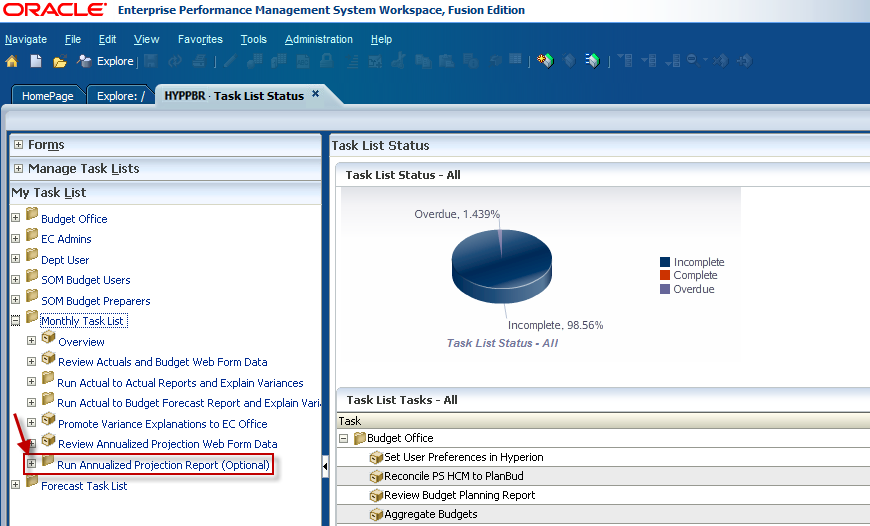 ORACLE Enterprise Performance Management System Workspace, Fusion Edition
Navigate File Edit View Favorites Tools Administration Help
Explore
HomePage Explore: / HYPPBR - Task List Status
Forms
Manage Task Lists
My Task List
Budget Office
EC Admins
Dept User
SOM Budget Users
SOM Budget Preparers
Monthly Task List
Overview
Review Actuals and Budget Web Form Data
Run Actual to Actual Reports and Explain Variances
Run Actual to Budget Forecast Report and Explain Varia
Promote Variance Explanations to EC Office
Review Annualized Projection Web Form Data
Run Annualized Projection Report (Optional)
Forecast Task List
Task List Status
Task List Status - All
Overdue, 1.439%
Incomplete
Complete
Overdue
Incomplete, 98.56%
Task List Status - All
Task List Tasks - All
Task
Budget Office
Set User Preferences in Hyperion
Reconcile PS HCM to PlanBud
Review Budget Planning Report
Aggregate Budgets